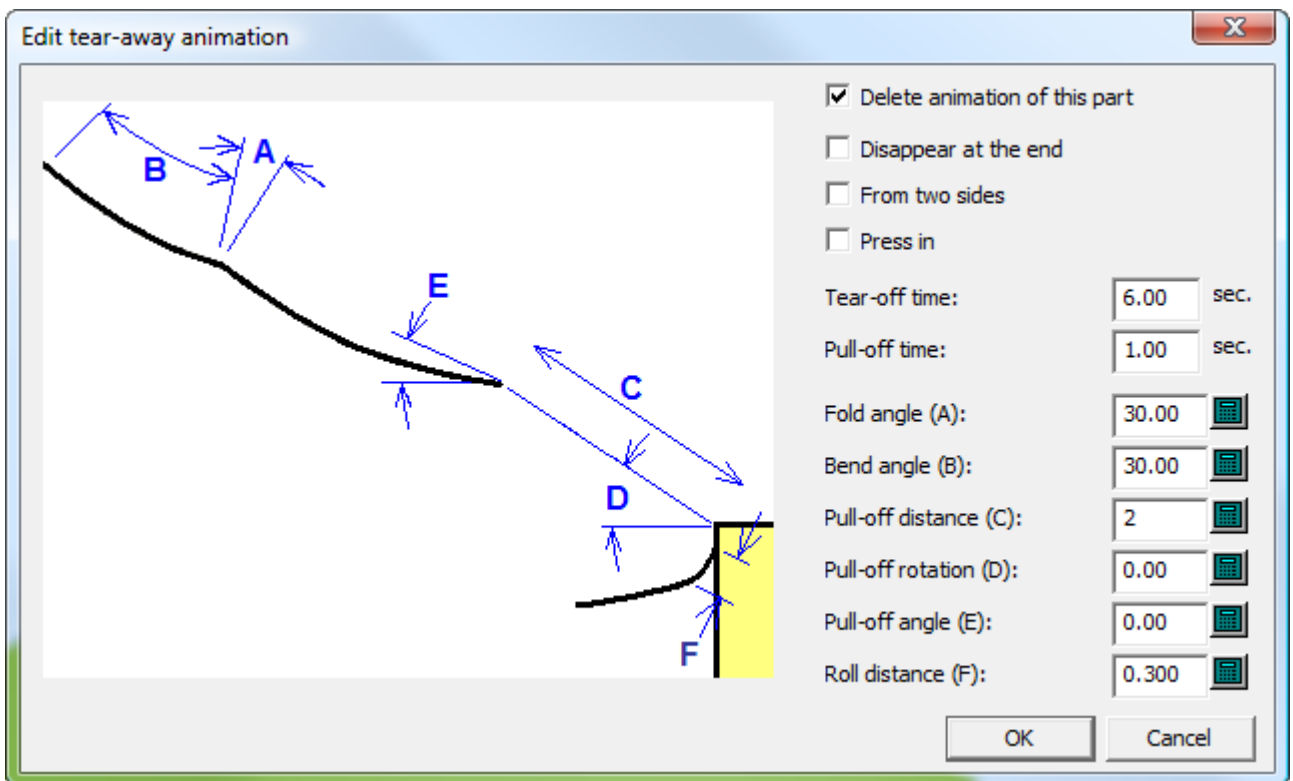 Edit tear-away animation
A
B
E
C
D
F
Delete animation of this part
Disappear at the end
From two sides
Press in
Tear-off time: 6.00 sec.
Pull-off time: 1.00 sec.
Fold angle (A): 30.00
Bend angle (B): 30.00
Pull-off distance (C): 2
Pull-off rotation (D): 0.00
Pull-off angle (E): 0.00
Roll distance (F): 0.300
OK Cancel